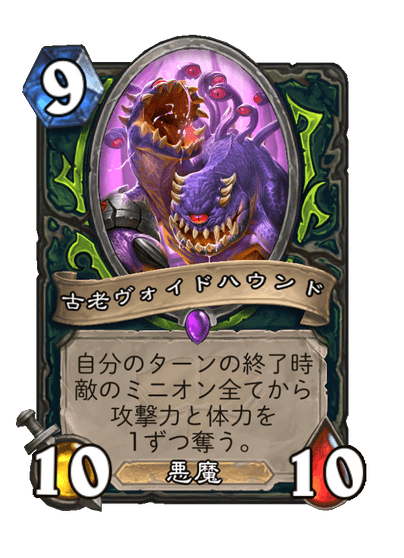 9
古老ヴォイドハウンド
自分のターンの終了時
敵のミニオン全てから
攻撃力と体力を
1ずつ奪う。
10
悪魔
10